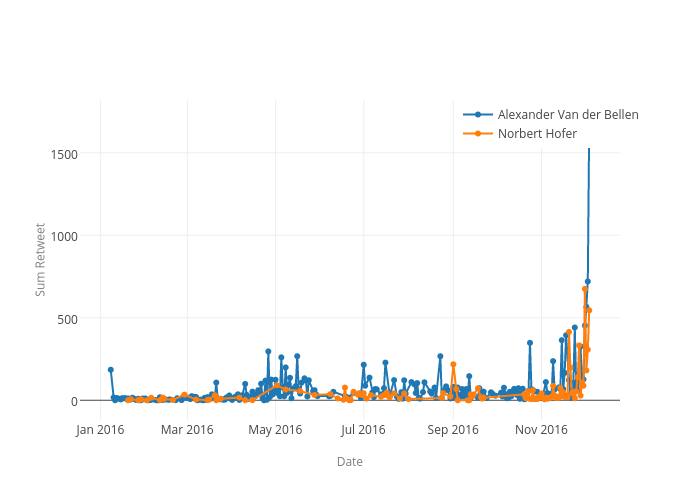 Alexander Van der Bellen
Norbert Hofer
1500
1000
500
0
Sum Retweet
Jan 2016
Mar 2016
May 2016
Jul 2016
Sep 2016
Nov 2016
Date